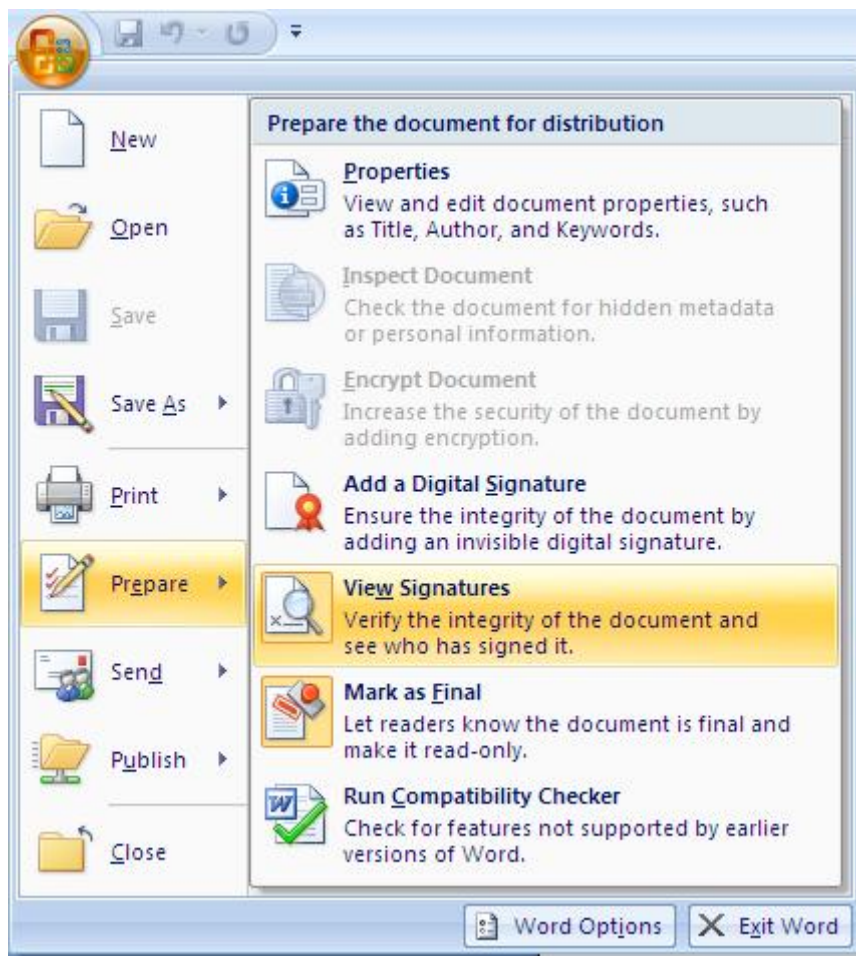 New
Open
Save
Save As
Print
Prepare
Send
Publish
Close
Prepare the document for distribution
Properties
View and edit document properties, such
as Title, Author, and Keywords.
Inspect Document
Check the document for hidden metadata
or personal information.
Encrypt Document
Increase the security of the document by
adding encryption.
Add a Digital Signature
Ensure the integrity of the document by
adding an invisible digital signature.
View Signatures
Verify the integrity of the document and
see who has signed it.
Mark as Final
Let readers know the document is final and
make it read-only.
Run Compatibility Checker
Check for features not supported by earlier
versions of Word.
Word Options
Exit Word